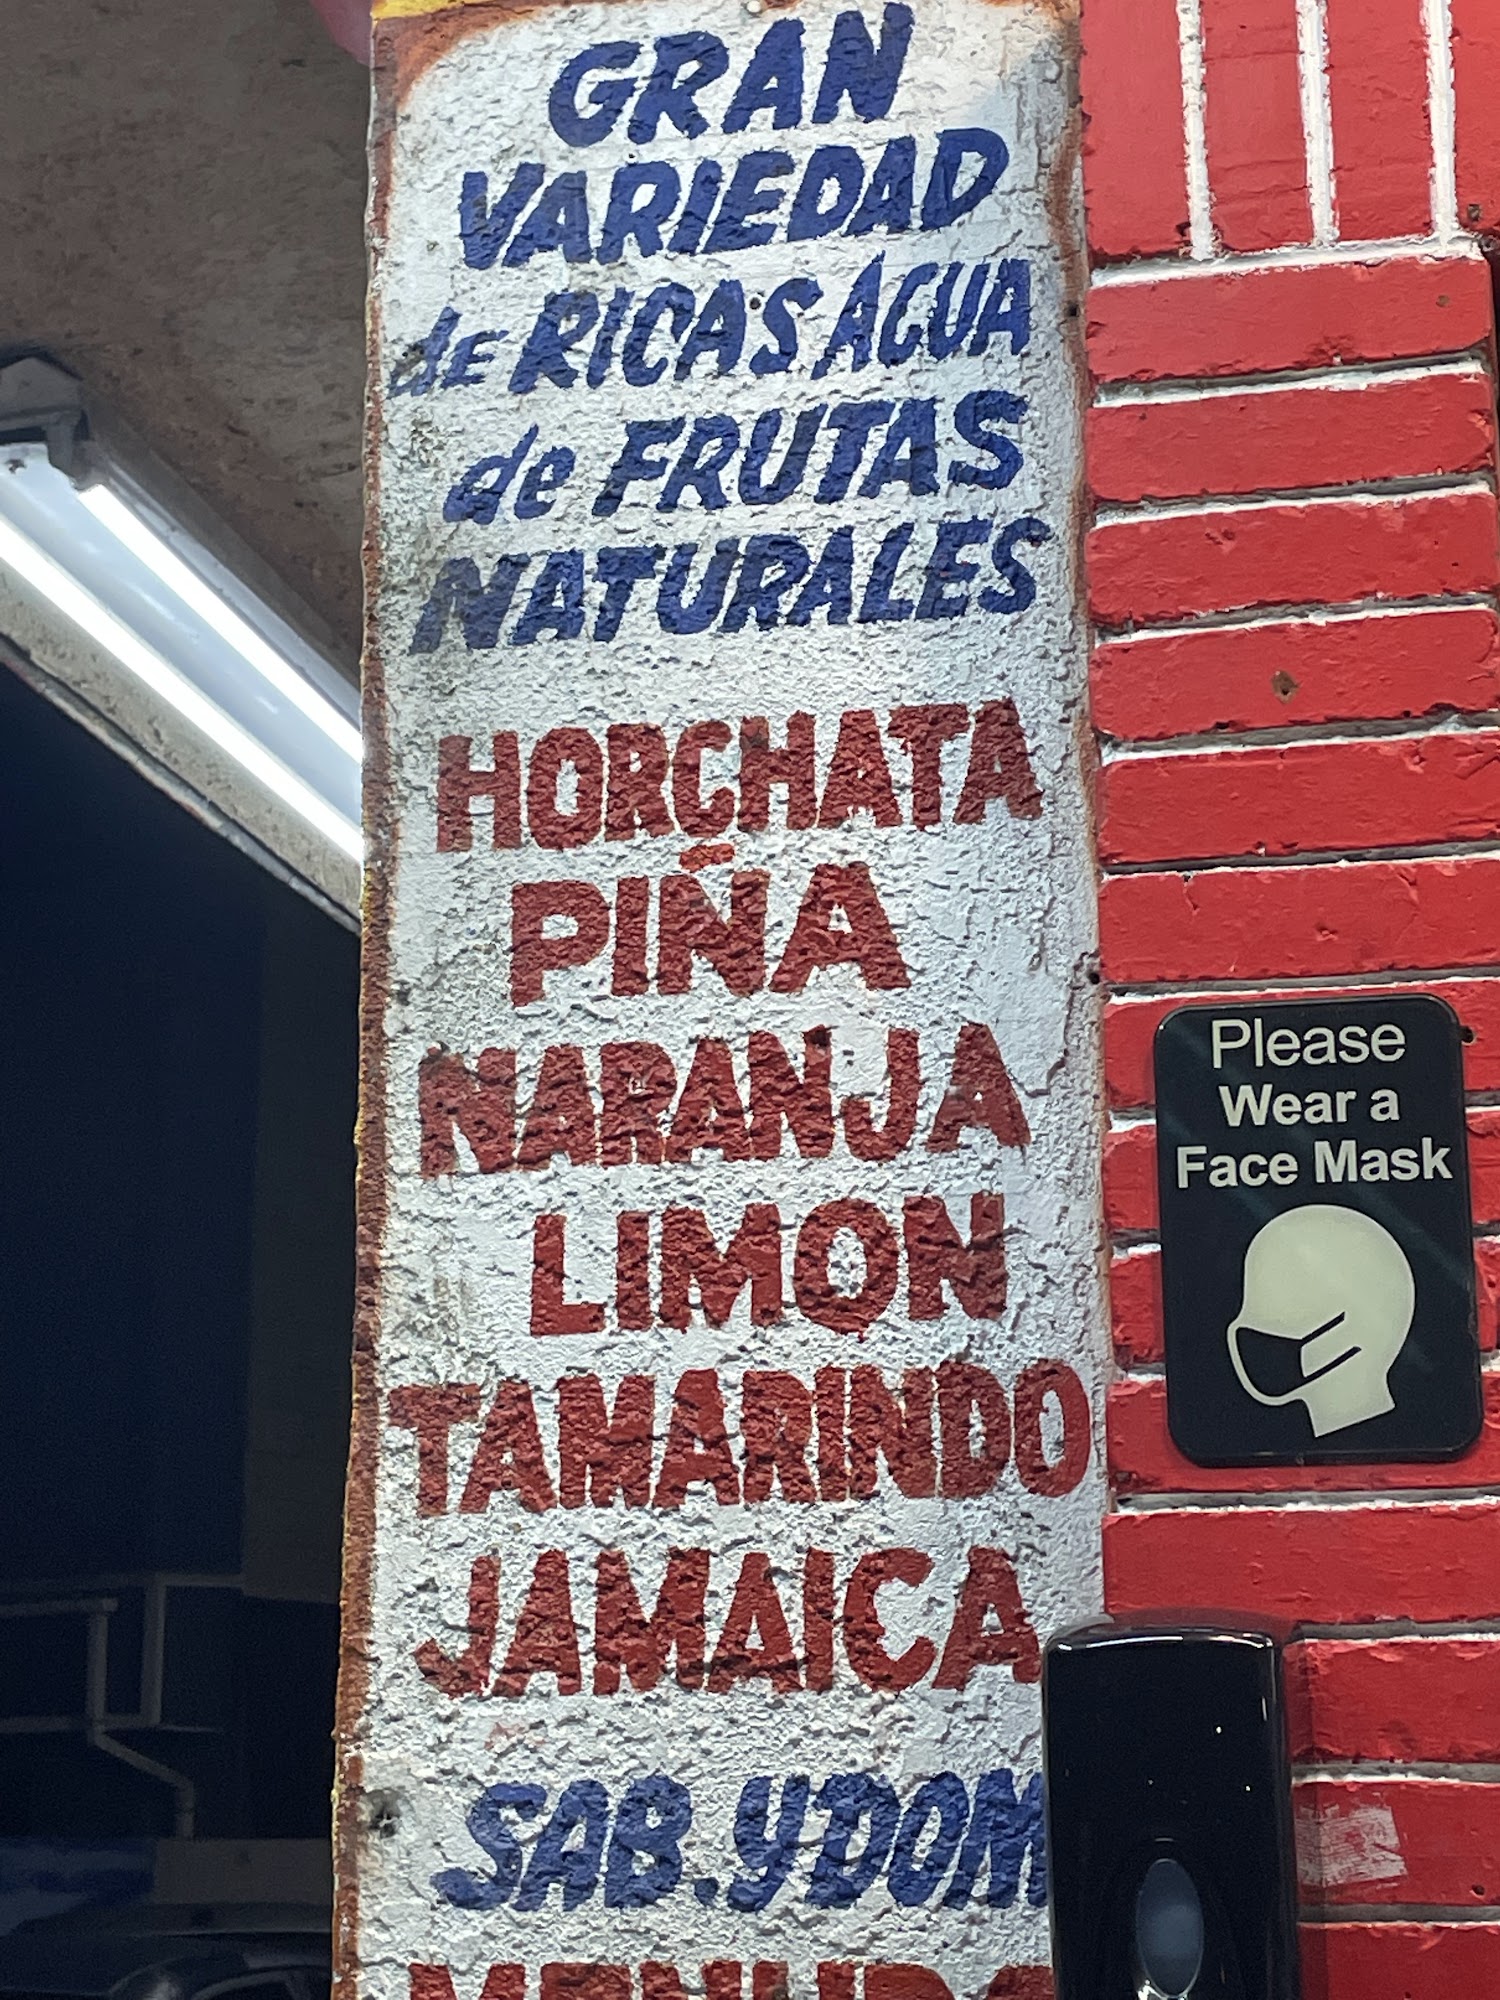 GRAN
VARIEDAD
de RICAS AGUA
de FRUTAS
NATURALES
HORCHATA
PIÑA
NARANJA
LIMON
TAMARINDO
JAMAICA
SAB. Y DOM
MENUDO
Please
Wear a
Face Mask